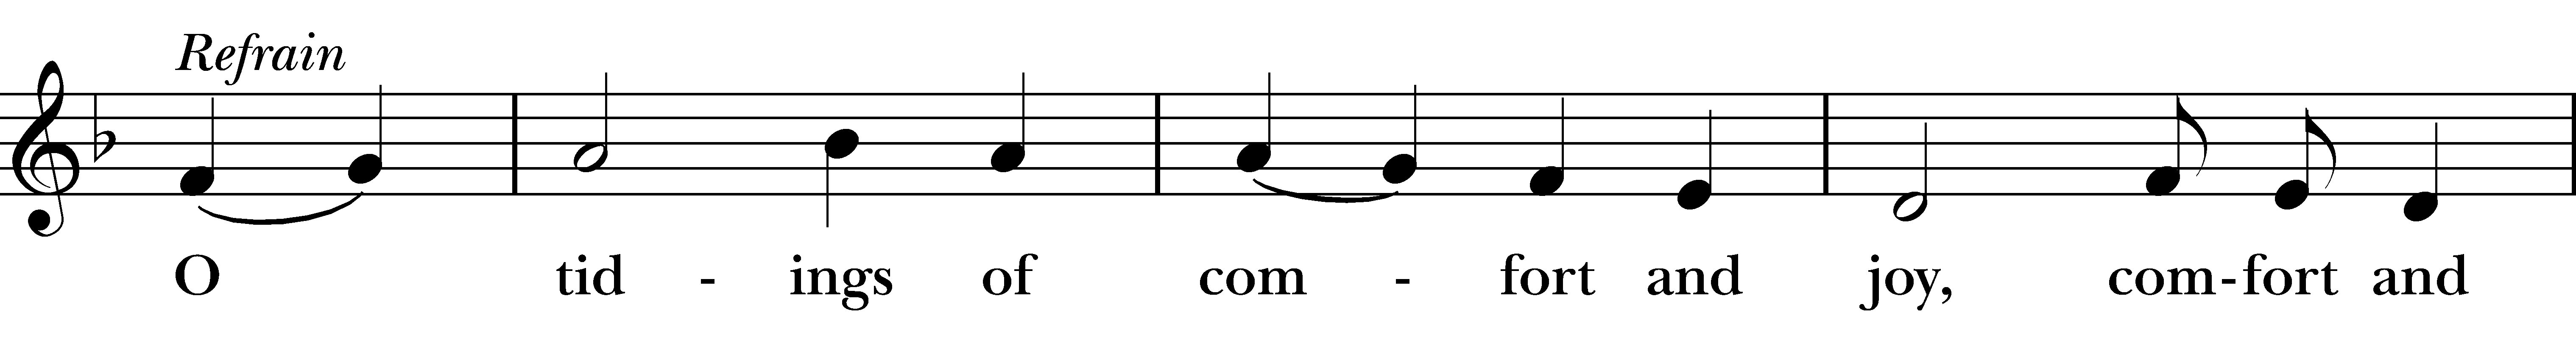 Refrain
O tid - ings of com - fort and joy, com-fort and